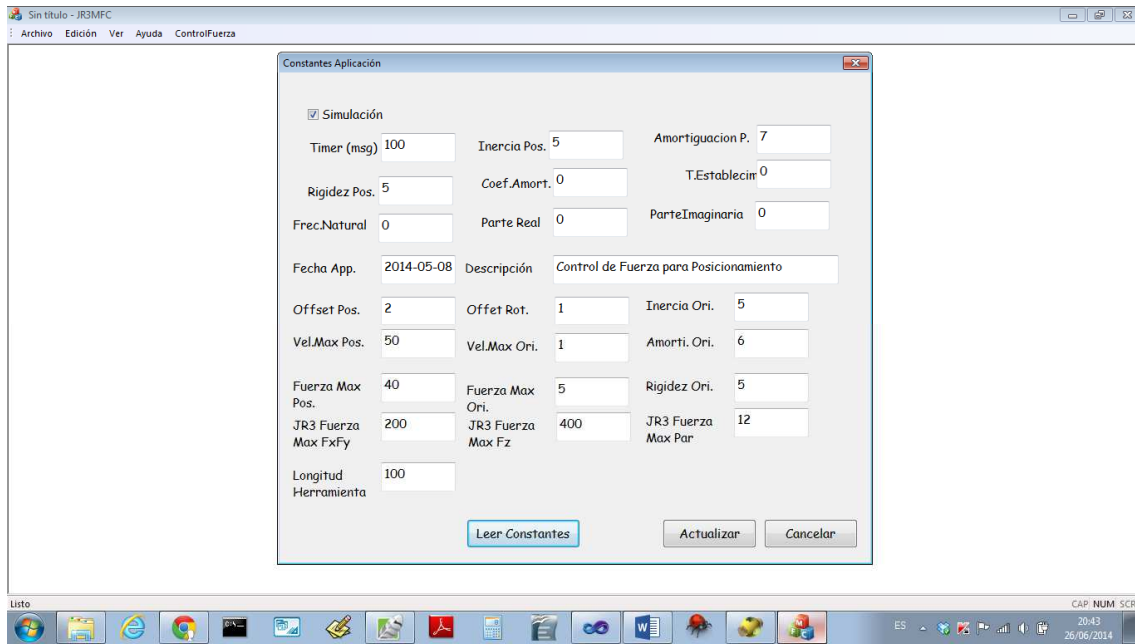 Sin título - JR3MFC
Archivo Edición Ver Ayuda ControlFuerza
Constantes Aplicación
Simulación
Timer (msg) 100 Inercia Pos. 5 Amortiguacion P. 7
Rigidez Pos. 5 Coef.Amort. 0 T.Establecim 0
Frec.Natural 0 Parte Real 0 ParteImaginaria 0
Fecha App. 2014-05-08 Descripción Control de Fuerza para Posicionamiento
Offset Pos. 2 Offet Rot. 1 Inercia Ori. 5
Vel.Max Pos. 50 Vel.Max Ori. 1 Amorti. Ori. 6
Fuerza Max Pos. 40 Fuerza Max Ori. 5 Rigidez Ori. 5
JR3 Fuerza Max FxFy 200 JR3 Fuerza Max Fz 400 JR3 Fuerza Max Par 12
Longitud Herramienta 100
Leer Constantes Actualizar Cancelar
Listo CAP NUM SCR
ES 20:43
26/06/2014